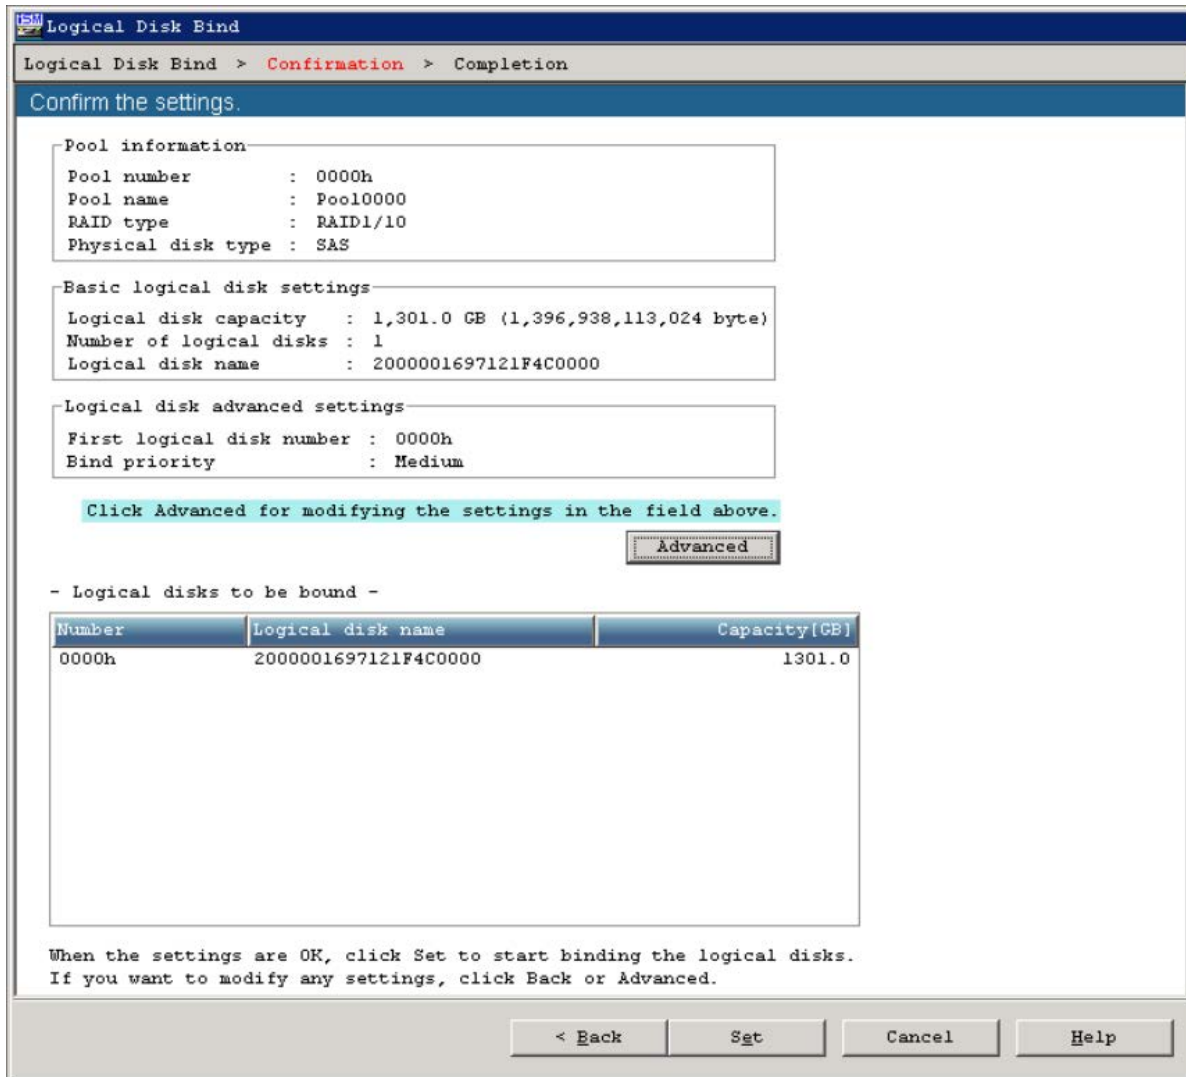 iSM Logical Disk Bind
Logical Disk Bind > Confirmation > Completion
Confirm the settings.
Pool information
Pool number : 0000h
Pool name : Pool0000
RAID type : RAID1/10
Physical disk type : SAS
Basic logical disk settings
Logical disk capacity : 1,301.0 GB (1,396,938,113,024 byte)
Number of logical disks : 1
Logical disk name : 2000001697121F4C0000
Logical disk advanced settings
First logical disk number : 0000h
Bind priority : Medium
Click Advanced for modifying the settings in the field above.
Advanced
- Logical disks to be bound -
Number Logical disk name Capacity[GB]
0000h 2000001697121F4C0000 1301.0
When the settings are OK, click Set to start binding the logical disks.
If you want to modify any settings, click Back or Advanced.
< Back Set Cancel Help